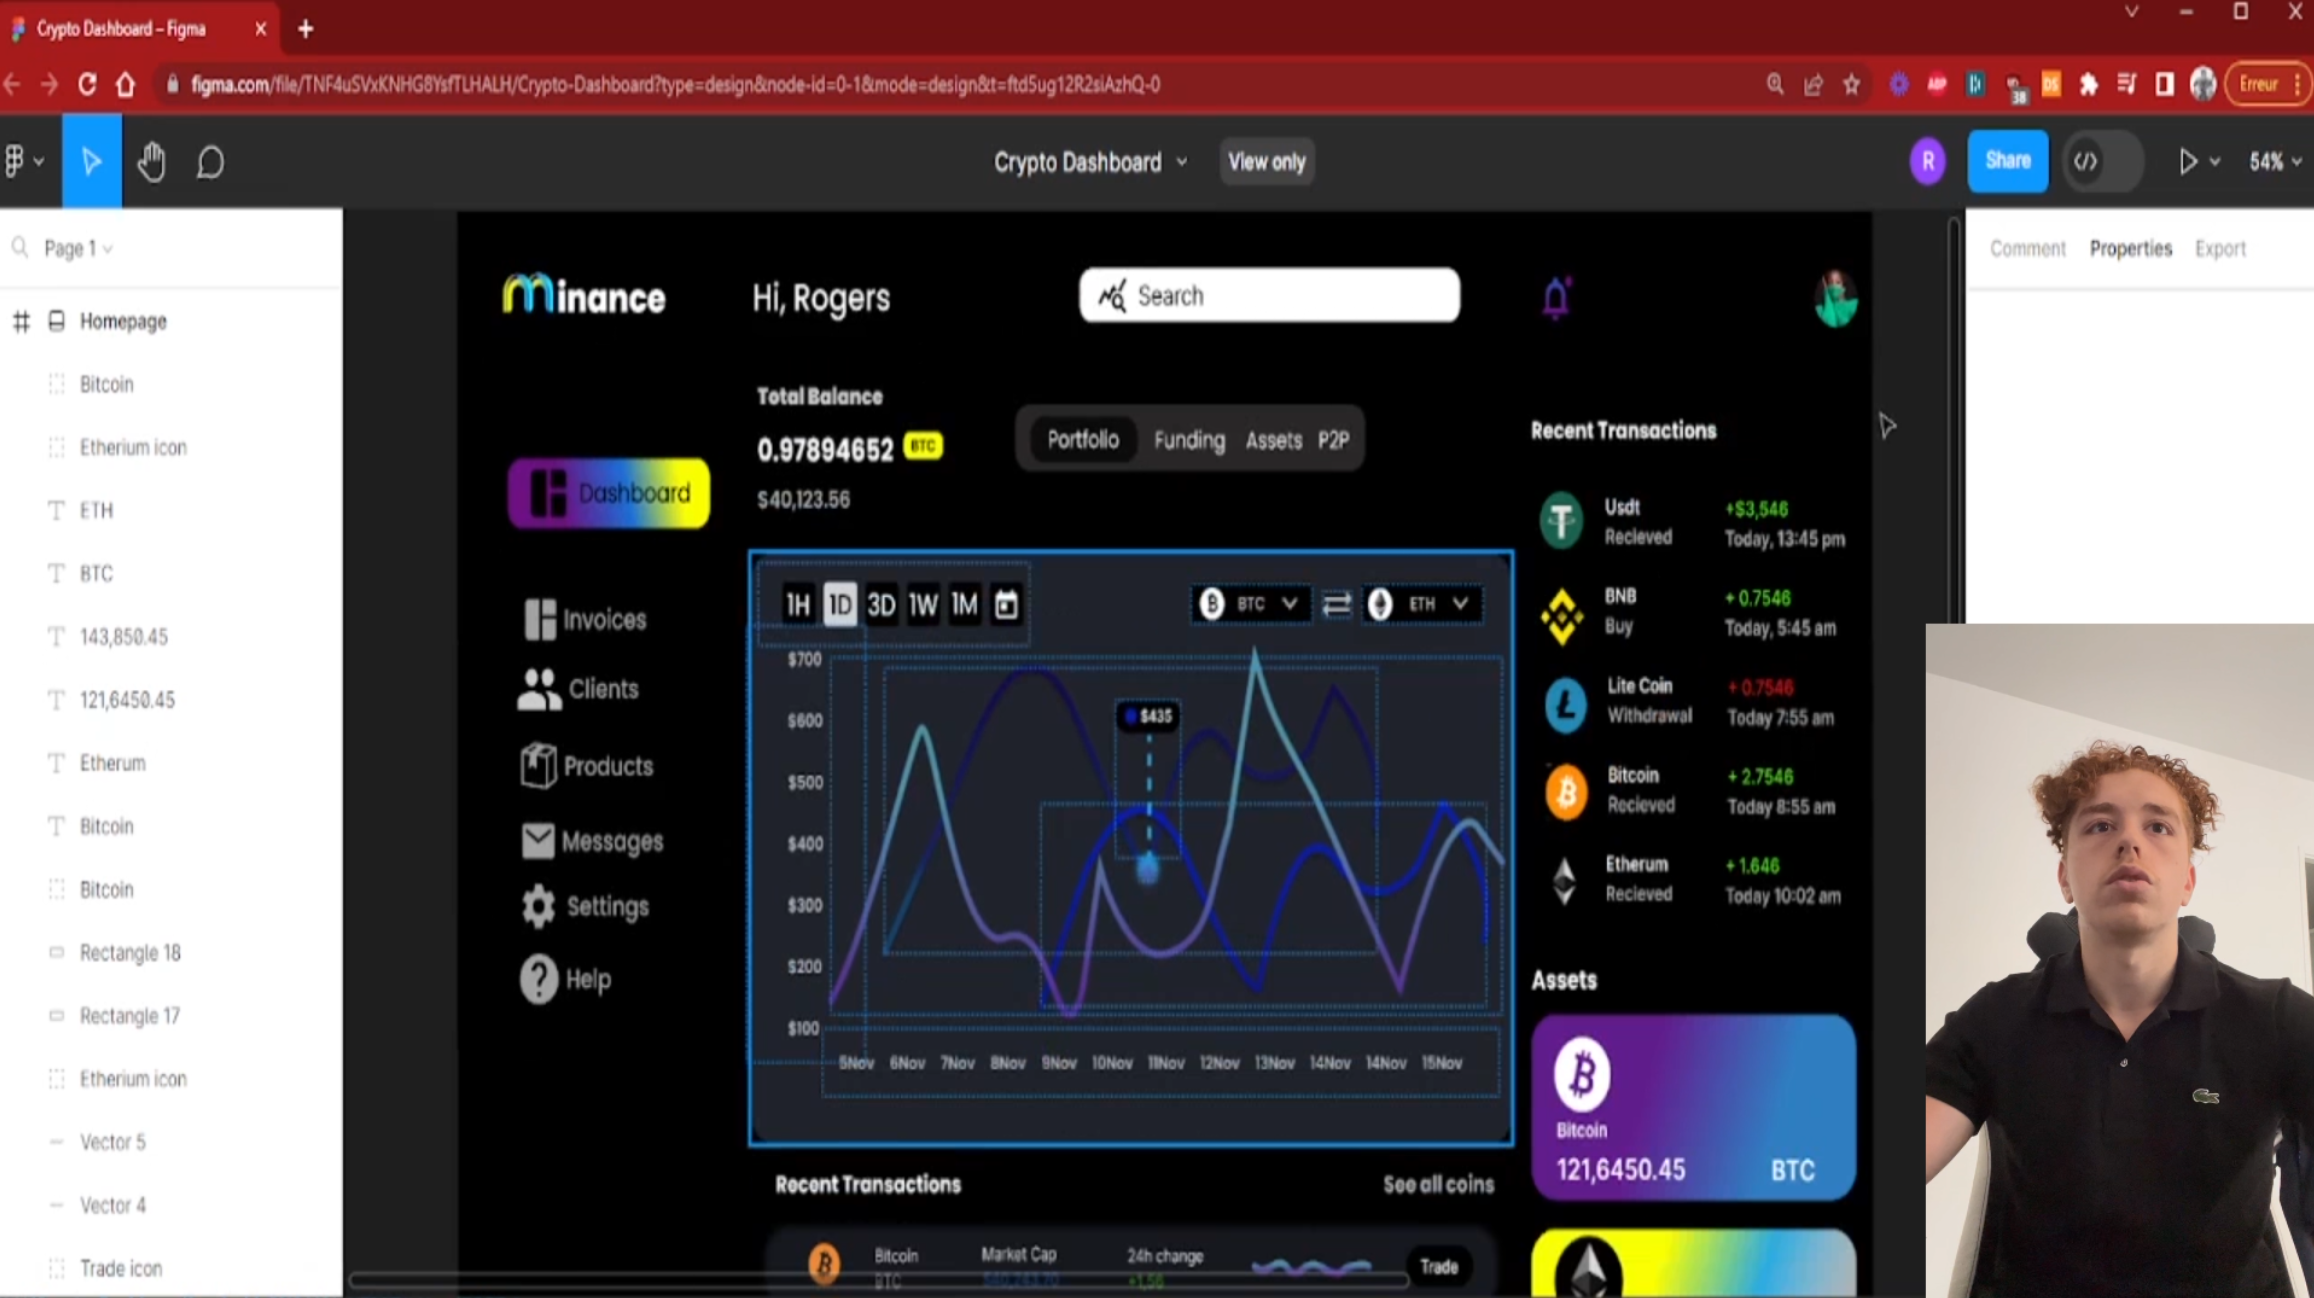 Crypto Dashboard – Figma
figma.com/file/TNF4uSVxKNHG8YsfTLHALH/Crypto-Dashboard?type=design&node-id=0-1&mode=design&t=ftd5ug12R2siAzhQ-0
ABP
38
DS
Erreur
Crypto Dashboard
View only
R
Share
54%
Page 1
Comment Properties Export
Homepage
Bitcoin
Etherium icon
ETH
BTC
143,850.45
121,6450.45
Etherum
Bitcoin
Bitcoin
Rectangle 18
Rectangle 17
Etherium icon
Vector 5
Vector 4
Trade icon
Minance
Hi, Rogers
Search
Dashboard
Invoices
Clients
Products
Messages
Settings
Help
Total Balance
0.97894652 BTC
$40,123.56
Portfolio Funding Assets P2P
1H 1D 3D 1W 1M
BTC ETH
$700
$600
$500
$400
$300
$200
$100
$435
5Nov 6Nov 7Nov 8Nov 9Nov 10Nov 11Nov 12Nov 13Nov 14Nov 14Nov 15Nov
Recent Transactions See all coins
Bitcoin Market Cap 24h change
BTC +1.56
Trade
Recent Transactions
Usdt +$3,546
Recieved Today, 13:45 pm
BNB + 0.7546
Buy Today, 5:45 am
Lite Coin + 0.7546
Withdrawal Today 7:55 am
Bitcoin + 2.7546
Recieved Today 8:55 am
Etherum + 1.646
Recieved Today 10:02 am
Assets
Bitcoin
121,6450.45 BTC